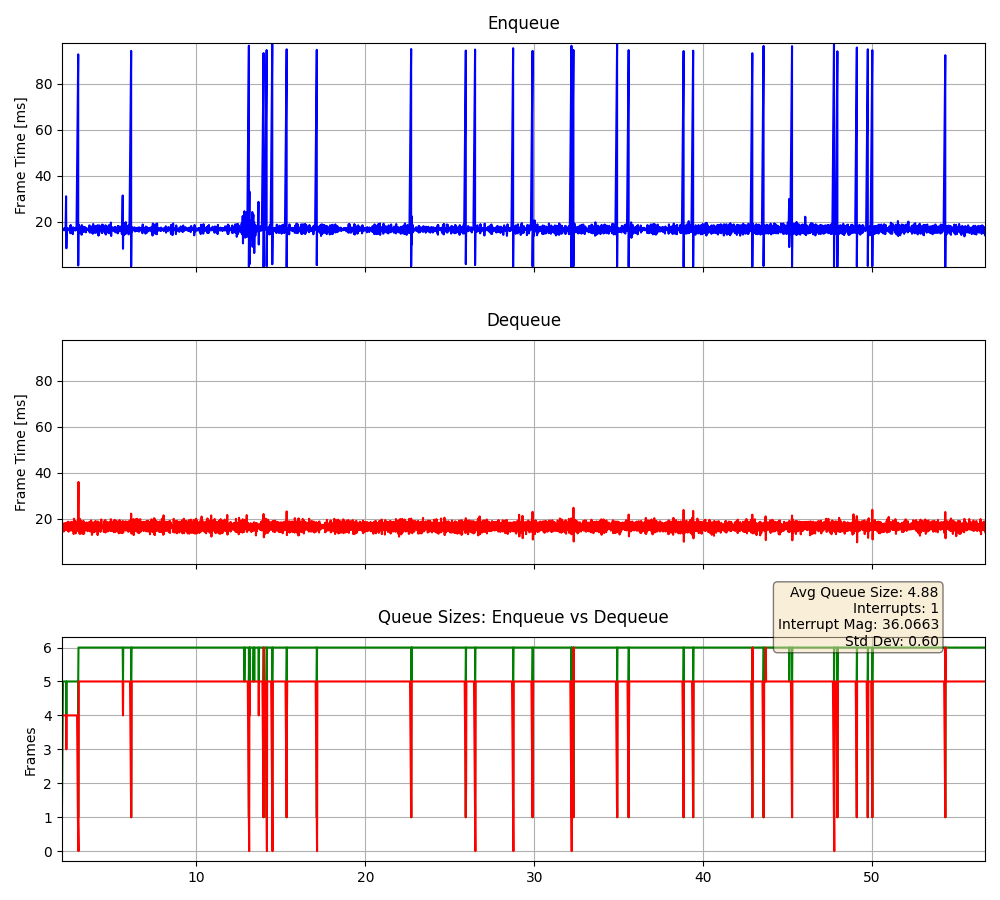 Enqueue
Frame Time [ms]
80
60
40
20
Dequeue
Frame Time [ms]
80
60
40
20
Avg Queue Size: 4.88
Interrupts: 1
Interrupt Mag: 36.0663
Std Dev: 0.60
Queue Sizes: Enqueue vs Dequeue
Frames
6
5
4
3
2
1
0
10 20 30 40 50